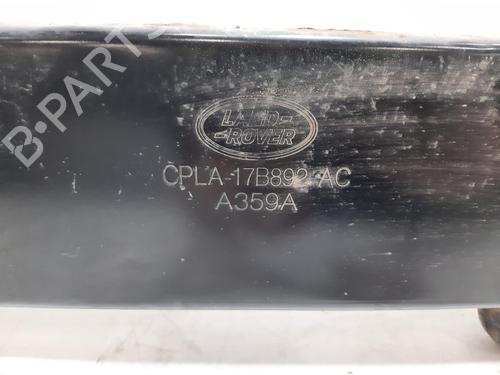 B-PARTS
LAND-
-ROVER
CPLA-17B892-AC
A359A